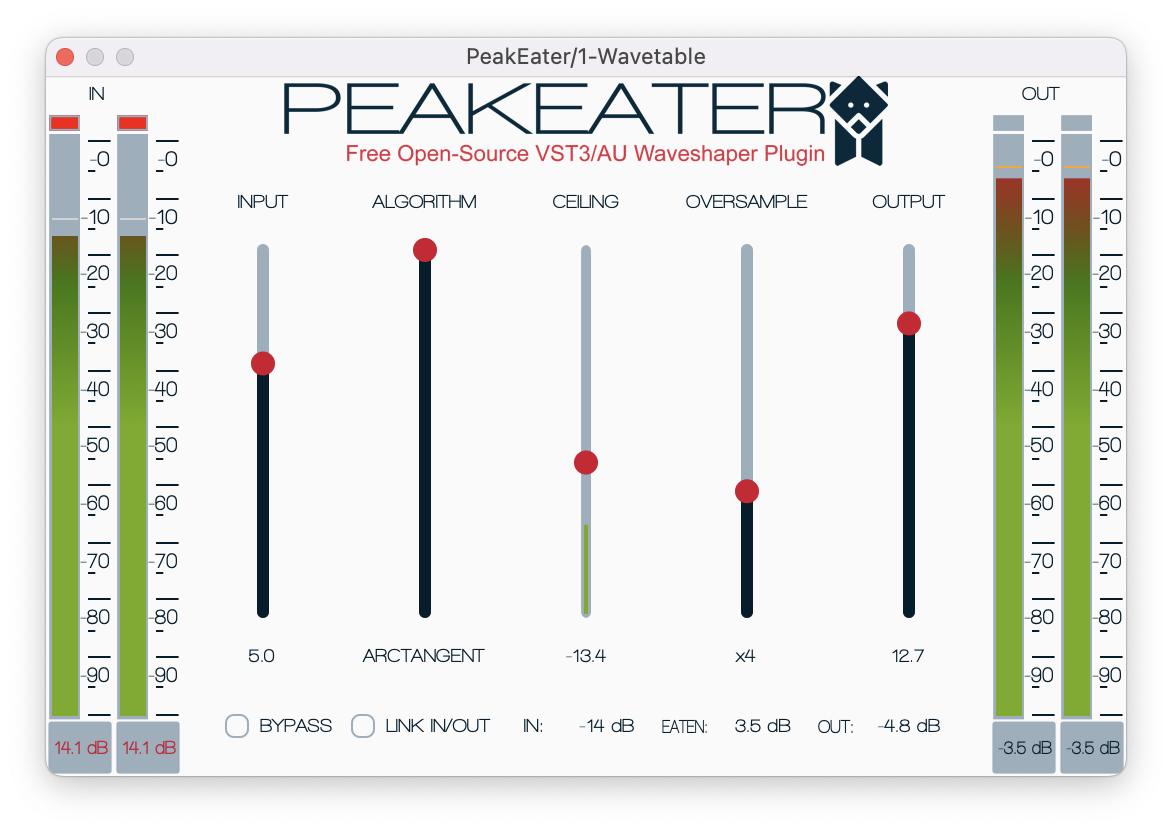 PeakEater/1-Wavetable
IN
PEAKEATER
OUT
Free Open-Source VST3/AU Waveshaper Plugin
-0 -0 -0 -0
INPUT ALGORITHM CEILING OVERSAMPLE OUTPUT
-10 -10 -10 -10
-20 -20 -20 -20
-30 -30 -30 -30
-40 -40 -40 -40
-50 -50 -50 -50
-60 -60 -60 -60
-70 -70 -70 -70
-80 -80 -80 -80
5.0 ARCTANGENT -13.4 x4 12.7
-90 -90 -90 -90
BYPASS LINK IN/OUT IN: -14 dB EATEN: 3.5 dB OUT: -4.8 dB
14.1 dB 14.1 dB -3.5 dB -3.5 dB